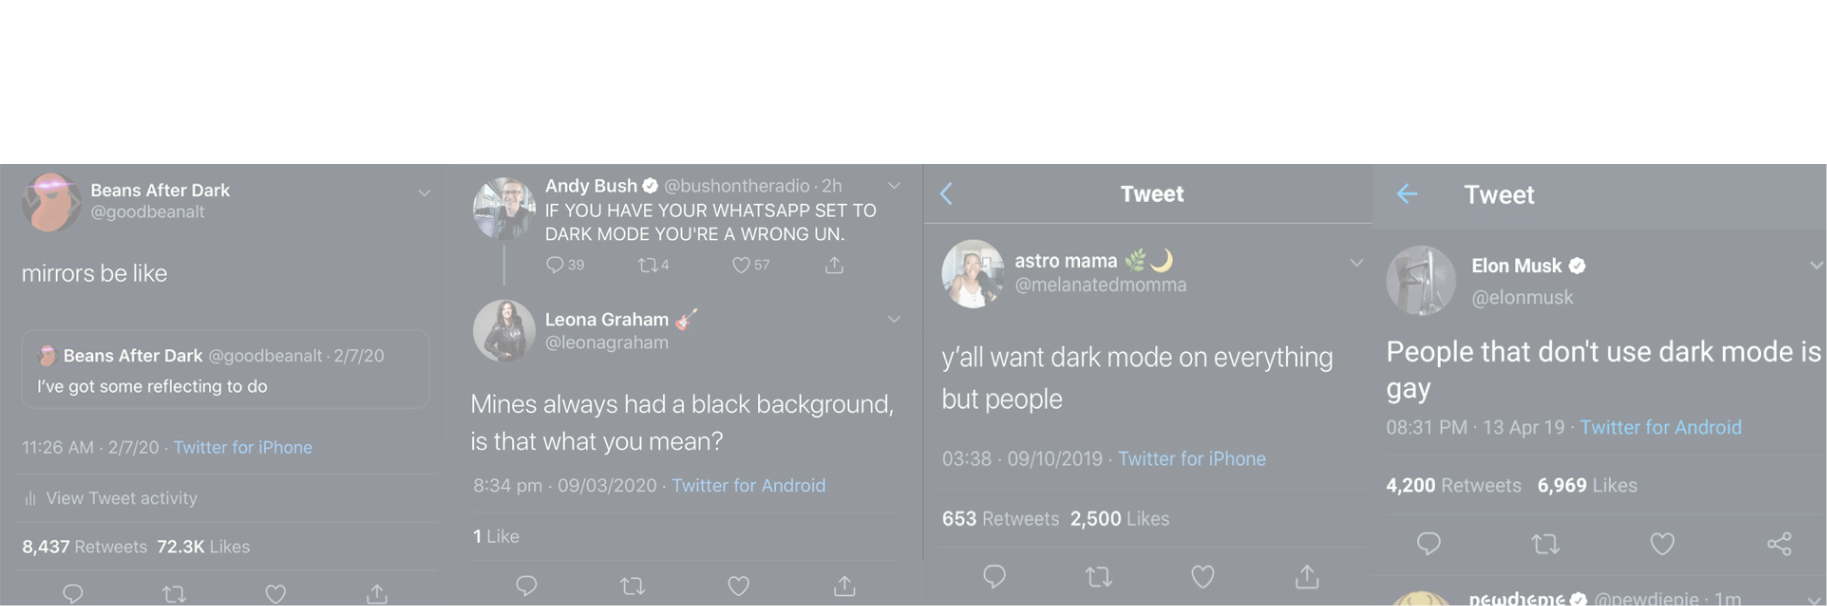 Beans After Dark
@goodbeanalt
mirrors be like
Beans After Dark @goodbeanalt · 2/7/20
I've got some reflecting to do
11:26 AM · 2/7/20 · Twitter for iPhone
View Tweet activity
8,437 Retweets 72.3K Likes
Andy Bush @bushontheradio · 2h
IF YOU HAVE YOUR WHATSAPP SET TO
DARK MODE YOU'RE A WRONG UN.
39 4 57
Leona Graham 🎸
@leonagraham
Mines always had a black background,
is that what you mean?
8:34 pm · 09/03/2020 · Twitter for Android
1 Like
Tweet
astro mama 🌿🌙
@melanatedmomma
y'all want dark mode on everything
but people
03:38 · 09/10/2019 · Twitter for iPhone
653 Retweets 2,500 Likes
Tweet
Elon Musk
@elonmusk
People that don't use dark mode is
gay
08:31 PM · 13 Apr 19 · Twitter for Android
4,200 Retweets 6,969 Likes
pewdiepie @pewdiepie · 1m